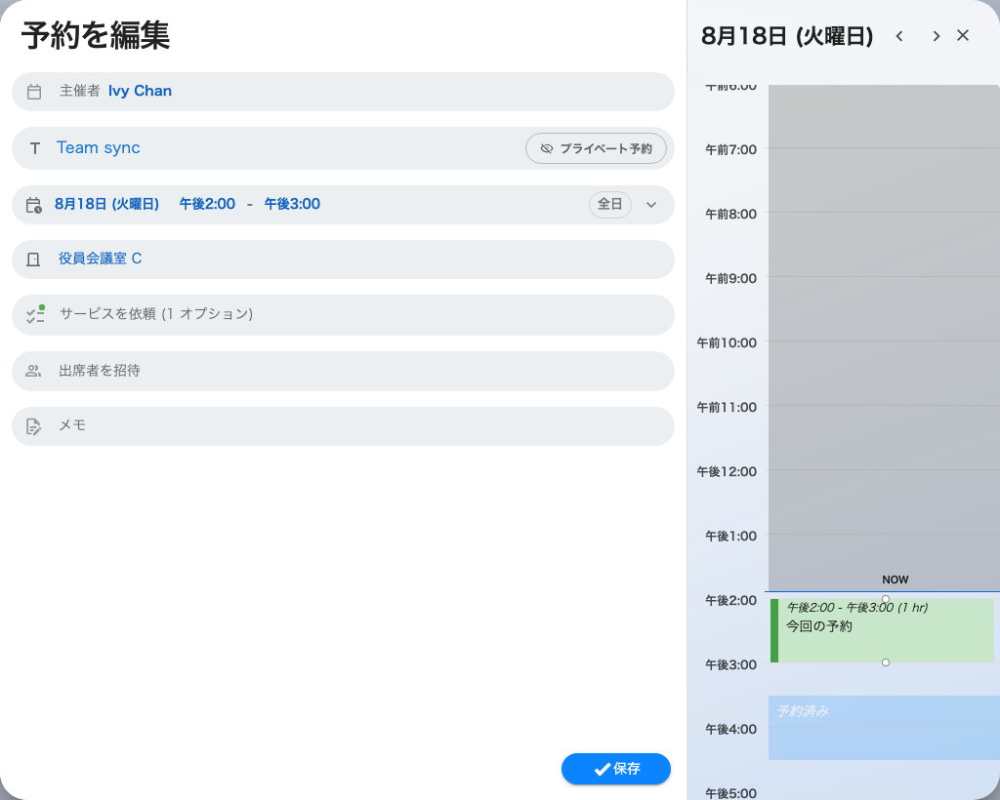 予約を編集
主催者 Ivy Chan
Team sync
プライベート予約
8月18日 (火曜日) 午後2:00 - 午後3:00
全日
役員会議室 C
サービスを依頼 (1 オプション)
出席者を招待
メモ
保存
8月18日 (火曜日)
午前6:00
午前7:00
午前8:00
午前9:00
午前10:00
午前11:00
午後12:00
午後1:00
NOW
午後2:00
午後2:00 - 午後3:00 (1 hr)
今回の予約
午後3:00
予約済み
午後4:00
午後5:00